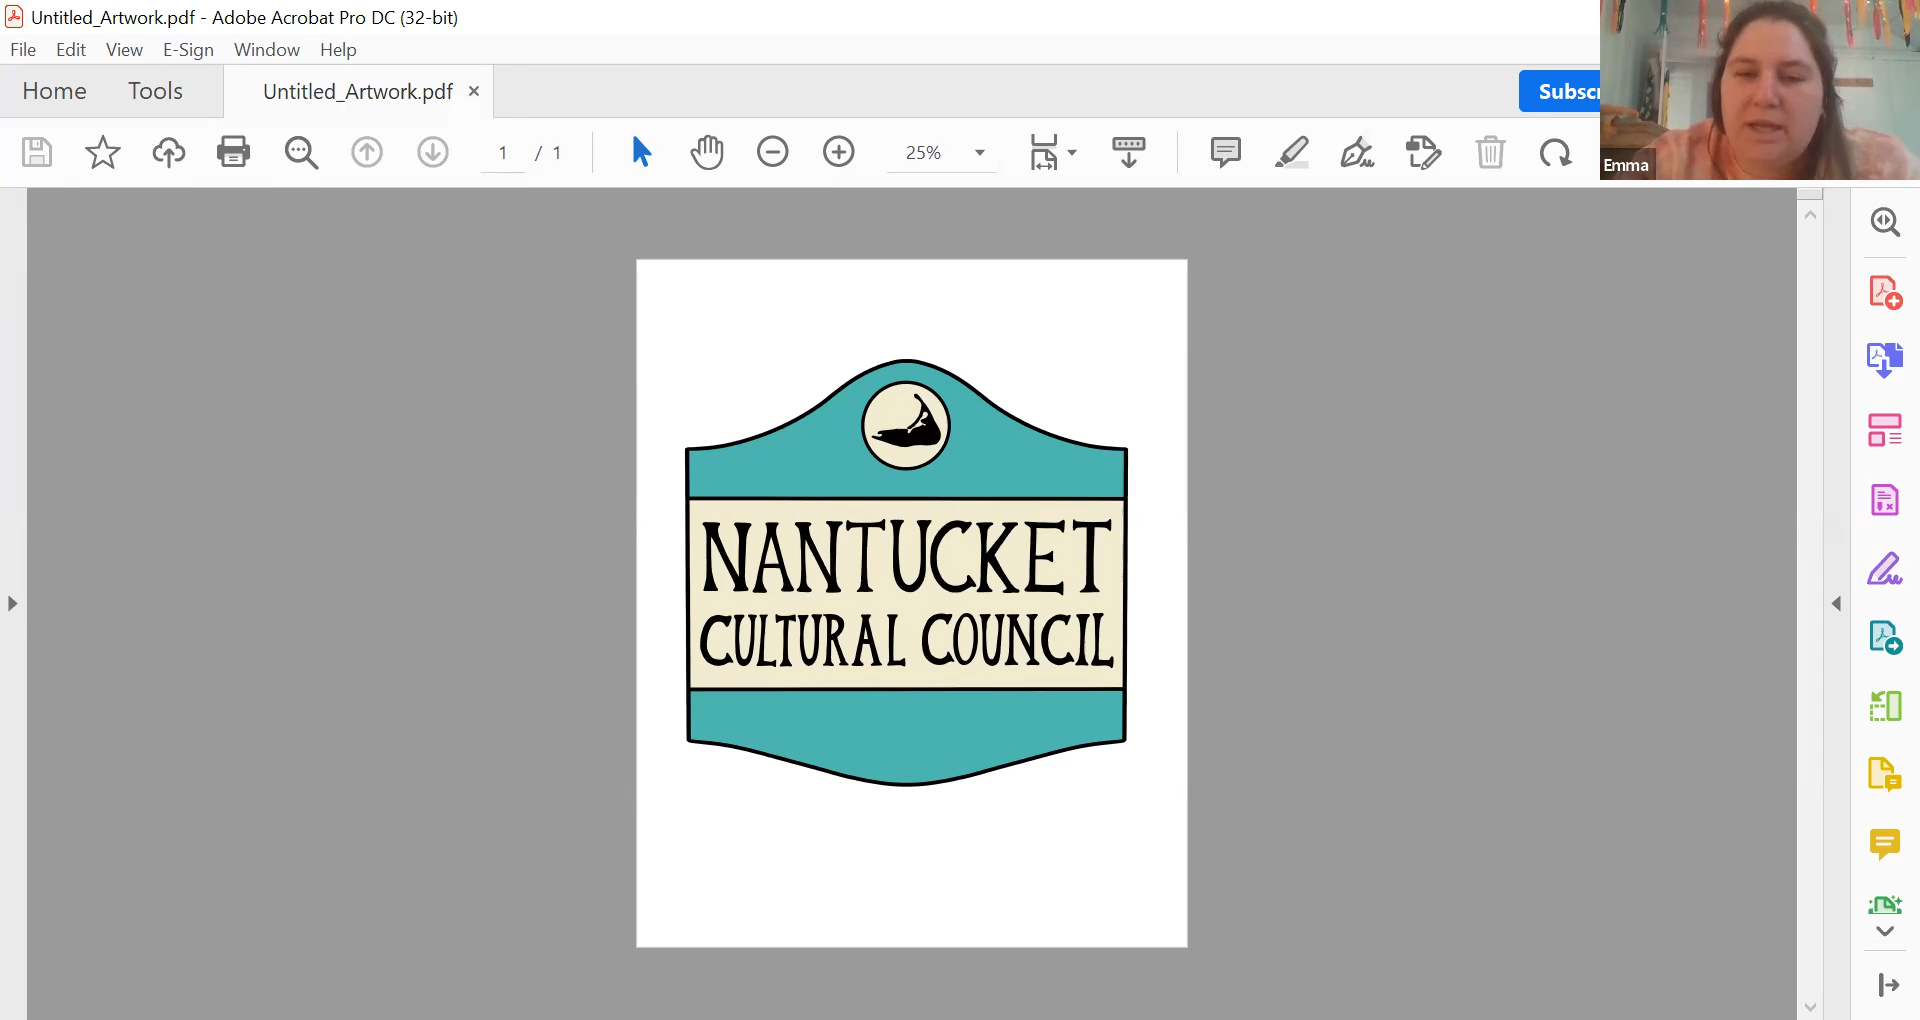 Untitled_Artwork.pdf - Adobe Acrobat Pro DC (32-bit)
File Edit View E-Sign Window Help
Home Tools Untitled_Artwork.pdf × Subscr
1 / 1 25%
Emma
NANTUCKET
CULTURAL COUNCIL